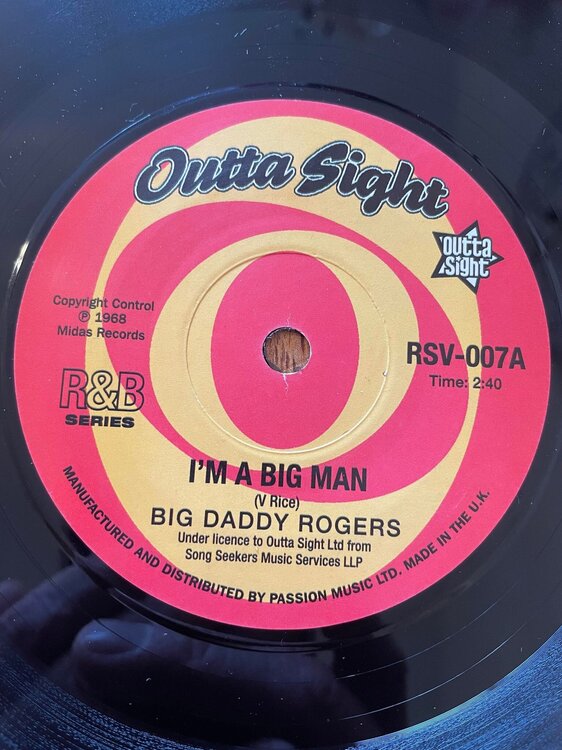 Outta Sight
outta
sight
Copyright Control
℗ 1968
Midas Records
RSV-007A
Time: 2:40
R&B
SERIES
I'M A BIG MAN
(V Rice)
BIG DADDY ROGERS
Under licence to Outta Sight Ltd from
Song Seekers Music Services LLP
MANUFACTURED AND DISTRIBUTED BY PASSION MUSIC LTD. MADE IN THE U.K.